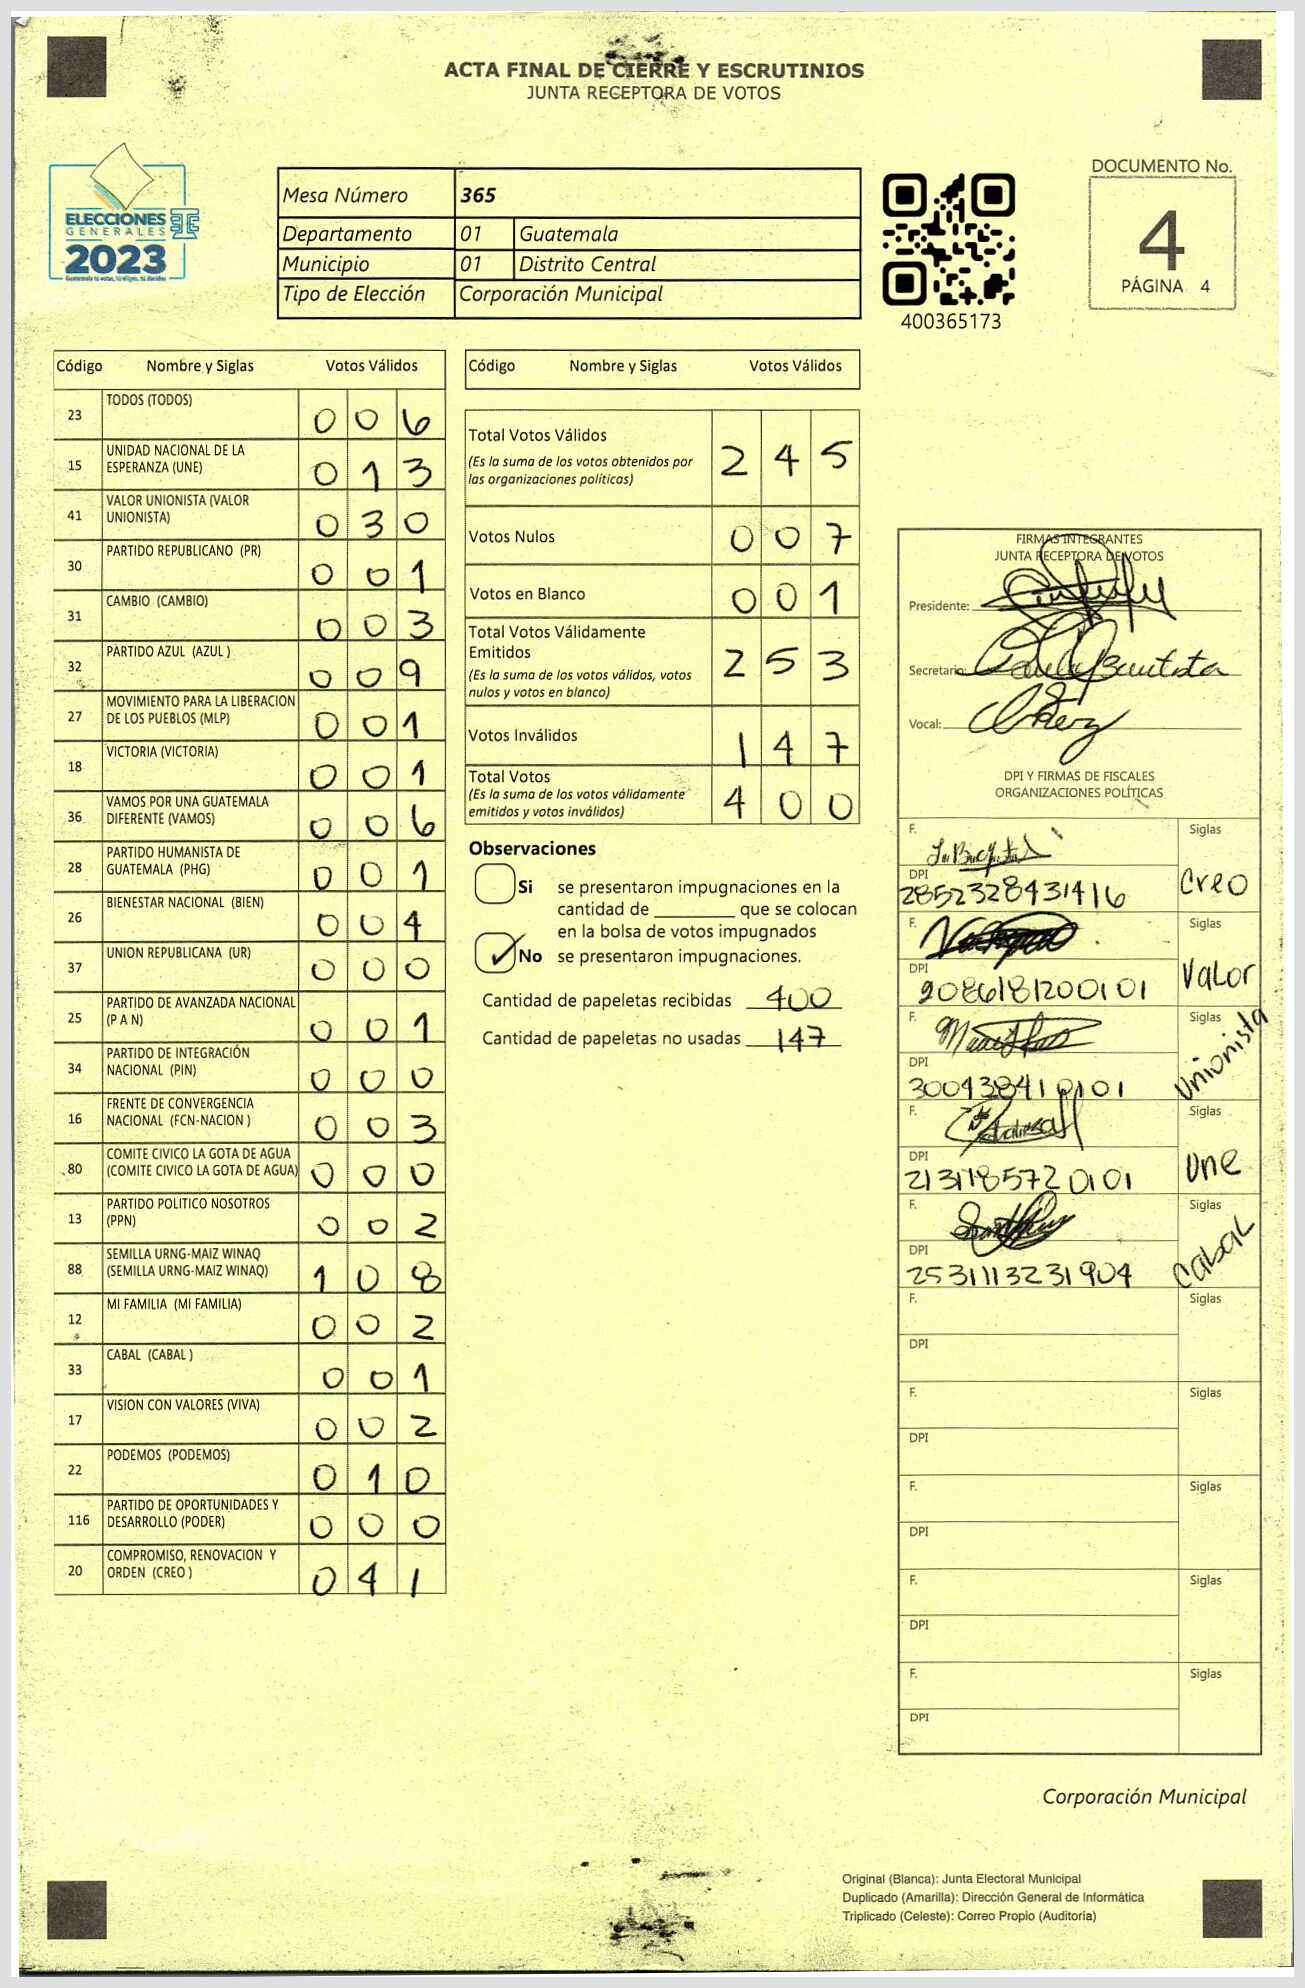 ACTA FINAL DE CIERRE Y ESCRUTINIOS
JUNTA RECEPTORA DE VOTOS
ELECCIONES
GENERALES
2023
Guatemala tú votas, tú eliges, tú decides
Mesa Número 365
Departamento 01 Guatemala
Municipio 01 Distrito Central
Tipo de Elección Corporación Municipal
400365173
DOCUMENTO No.
4
PÁGINA 4
Código Nombre y Siglas Votos Válidos
23 TODOS (TODOS) 0 0 6
15 UNIDAD NACIONAL DE LA ESPERANZA (UNE) 0 1 3
41 VALOR UNIONISTA (VALOR UNIONISTA) 0 3 0
30 PARTIDO REPUBLICANO (PR) 0 0 1
31 CAMBIO (CAMBIO) 0 0 3
32 PARTIDO AZUL (AZUL ) 0 0 9
27 MOVIMIENTO PARA LA LIBERACION DE LOS PUEBLOS (MLP) 0 0 1
18 VICTORIA (VICTORIA) 0 0 1
36 VAMOS POR UNA GUATEMALA DIFERENTE (VAMOS) 0 0 6
28 PARTIDO HUMANISTA DE GUATEMALA (PHG) 0 0 1
26 BIENESTAR NACIONAL (BIEN) 0 0 4
37 UNION REPUBLICANA (UR) 0 0 0
25 PARTIDO DE AVANZADA NACIONAL (P A N) 0 0 1
34 PARTIDO DE INTEGRACIÓN NACIONAL (PIN) 0 0 0
16 FRENTE DE CONVERGENCIA NACIONAL (FCN-NACION ) 0 0 3
80 COMITE CIVICO LA GOTA DE AGUA (COMITE CIVICO LA GOTA DE AGUA) 0 0 0
13 PARTIDO POLITICO NOSOTROS (PPN) 0 0 2
88 SEMILLA URNG-MAIZ WINAQ (SEMILLA URNG-MAIZ WINAQ) 1 0 8
12 MI FAMILIA (MI FAMILIA) 0 0 2
33 CABAL (CABAL ) 0 0 1
17 VISION CON VALORES (VIVA) 0 0 2
22 PODEMOS (PODEMOS) 0 1 0
116 PARTIDO DE OPORTUNIDADES Y DESARROLLO (PODER) 0 0 0
20 COMPROMISO, RENOVACION Y ORDEN (CREO ) 0 4 1
Código Nombre y Siglas Votos Válidos
Total Votos Válidos 2 4 5
(Es la suma de los votos obtenidos por
las organizaciones políticas)
Votos Nulos 0 0 7
Votos en Blanco 0 0 1
Total Votos Válidamente
Emitidos 2 5 3
(Es la suma de los votos válidos, votos
nulos y votos en blanco)
Votos Inválidos 1 4 7
Total Votos 4 0 0
(Es la suma de los votos válidamente
emitidos y votos inválidos)
Observaciones
Si se presentaron impugnaciones en la
cantidad de ________ que se colocan
en la bolsa de votos impugnados
No se presentaron impugnaciones.
Cantidad de papeletas recibidas 400
Cantidad de papeletas no usadas 147
FIRMAS INTEGRANTES
JUNTA RECEPTORA DE VOTOS
Presidente:
Secretario: Bautista
Vocal:
DPI Y FIRMAS DE FISCALES
ORGANIZACIONES POLÍTICAS
F. Siglas
DPI Creo
2852328431416
F. Siglas
DPI Valor
2086181200101
F. Siglas
Unionista
300438410101
F. Siglas
DPI Une
2131185720101
F. Siglas
DPI Cabal
2531113231904
F. Siglas
DPI
F. Siglas
DPI
F. Siglas
DPI
F. Siglas
DPI
F. Siglas
DPI
Corporación Municipal
Original (Blanca): Junta Electoral Municipal
Duplicado (Amarilla): Dirección General de Informática
Triplicado (Celeste): Correo Propio (Auditoría)